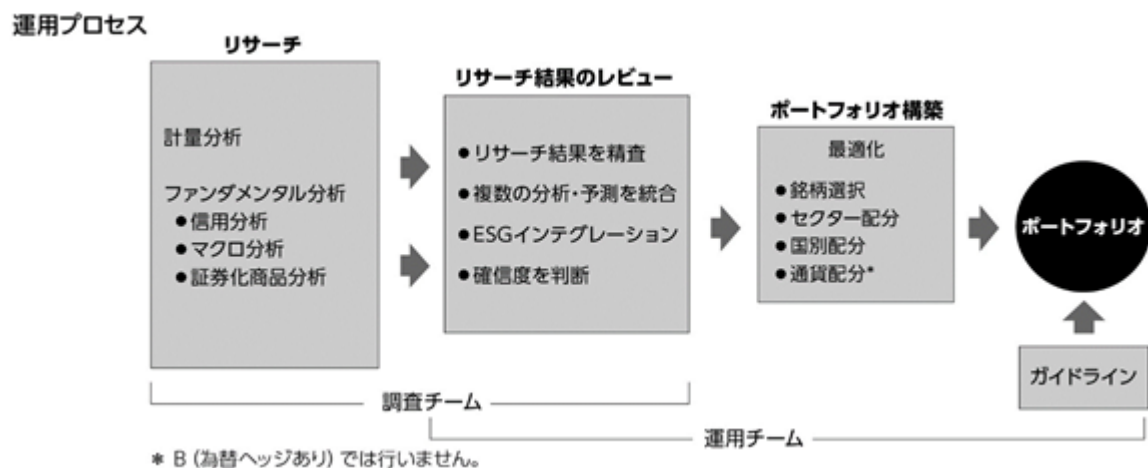 運用プロセス
リサーチ
計量分析
ファンダメンタル分析
●信用分析
●マクロ分析
●証券化商品分析
リサーチ結果のレビュー
●リサーチ結果を精査
●複数の分析・予測を統合
●ESGインテグレーション
●確信度を判断
ポートフォリオ構築
最適化
●銘柄選択
●セクター配分
●国別配分
●通貨配分*
ポートフォリオ
ガイドライン
調査チーム
運用チーム
* B（為替ヘッジあり）では行いません。